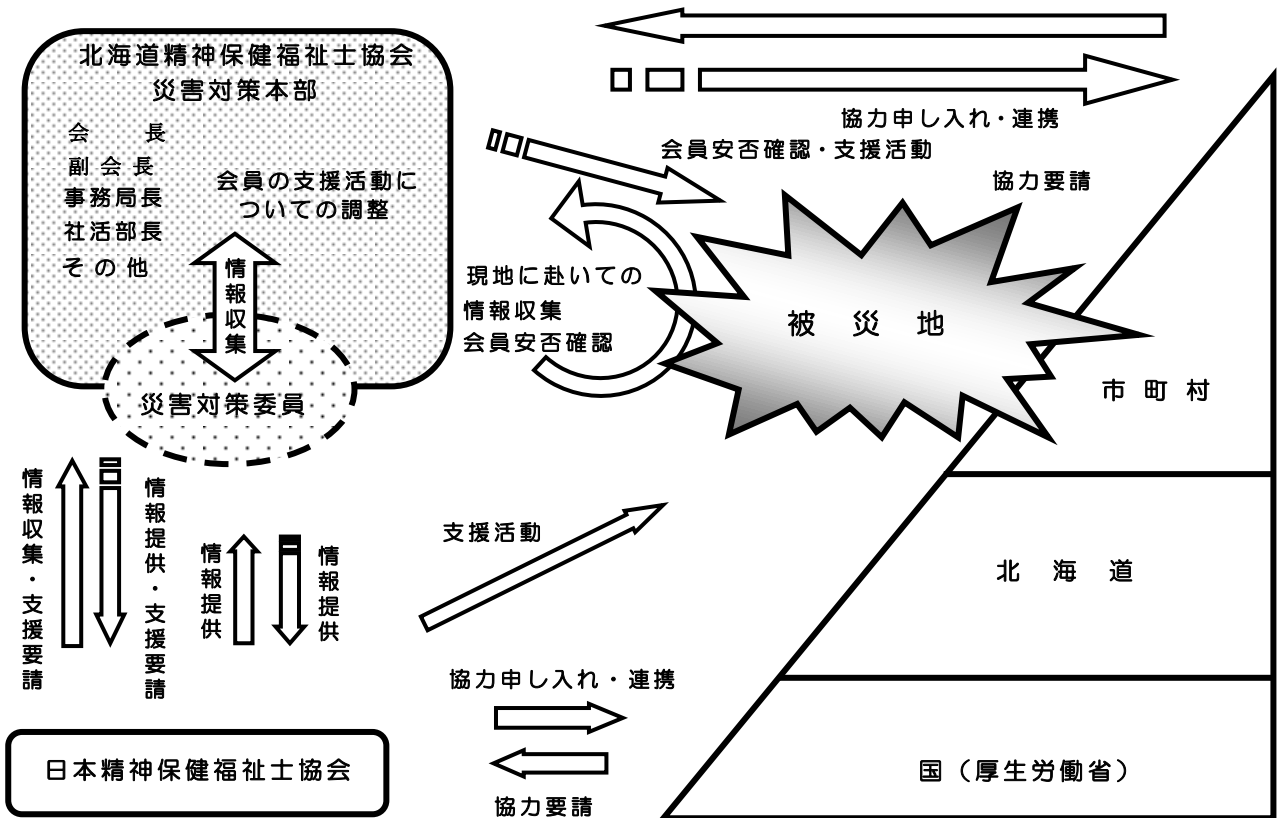 北海道精神保健福祉士協会
災害対策本部
会　　長
副 会 長
事務局長
社活部長
そ の 他
会員の支援活動に
ついての調整
情報収集
災害対策委員
協力申し入れ・連携
会員安否確認・支援活動
協力要請
現地に赴いての
情報収集
会員安否確認
被　災　地
市 町 村
北　海　道
国（厚生労働省）
情報収集・支援要請
情報提供・支援要請
情報提供
情報提供
支援活動
協力申し入れ・連携
協力要請
日本精神保健福祉士協会